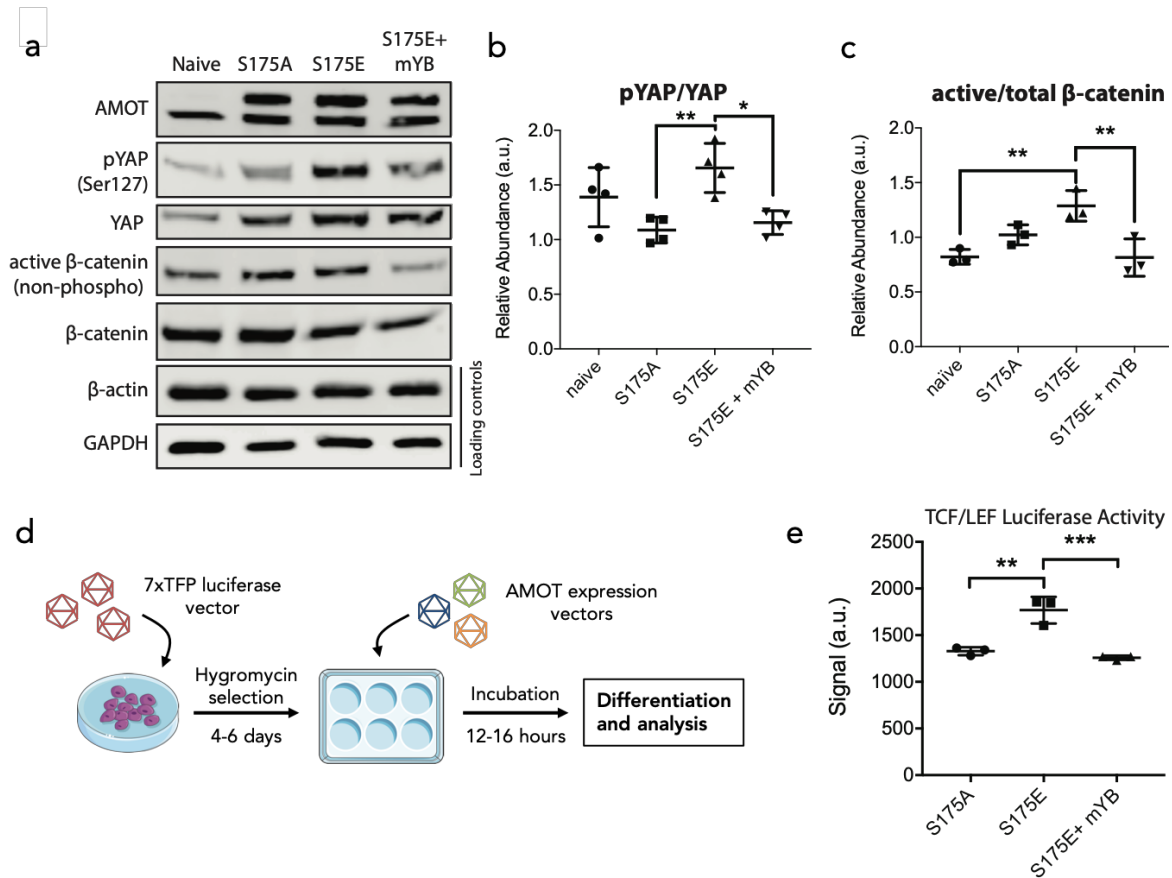 a
Naive
S175A
S175E
S175E+
mYB
AMOT
pYAP
(Ser127)
YAP
active β-catenin
(non-phospho)
β-catenin
β-actin
GAPDH
Loading controls
b
pYAP/YAP
**
*
Relative Abundance (a.u.)
2.0
1.5
1.0
0.5
0.0
naïve
S175A
S175E
S175E + mYB
c
active/total β-catenin
**
**
Relative Abundance (a.u.)
2.0
1.5
1.0
0.5
0.0
naïve
S175A
S175E
S175E + mYB
d
7xTFP luciferase
vector
Hygromycin
selection
4-6 days
AMOT expression
vectors
Incubation
12-16 hours
Differentiation
and analysis
e
TCF/LEF Luciferase Activity
**
***
Signal (a.u.)
2500
2000
1500
1000
500
0
S175A
S175E
S175E+ mYB